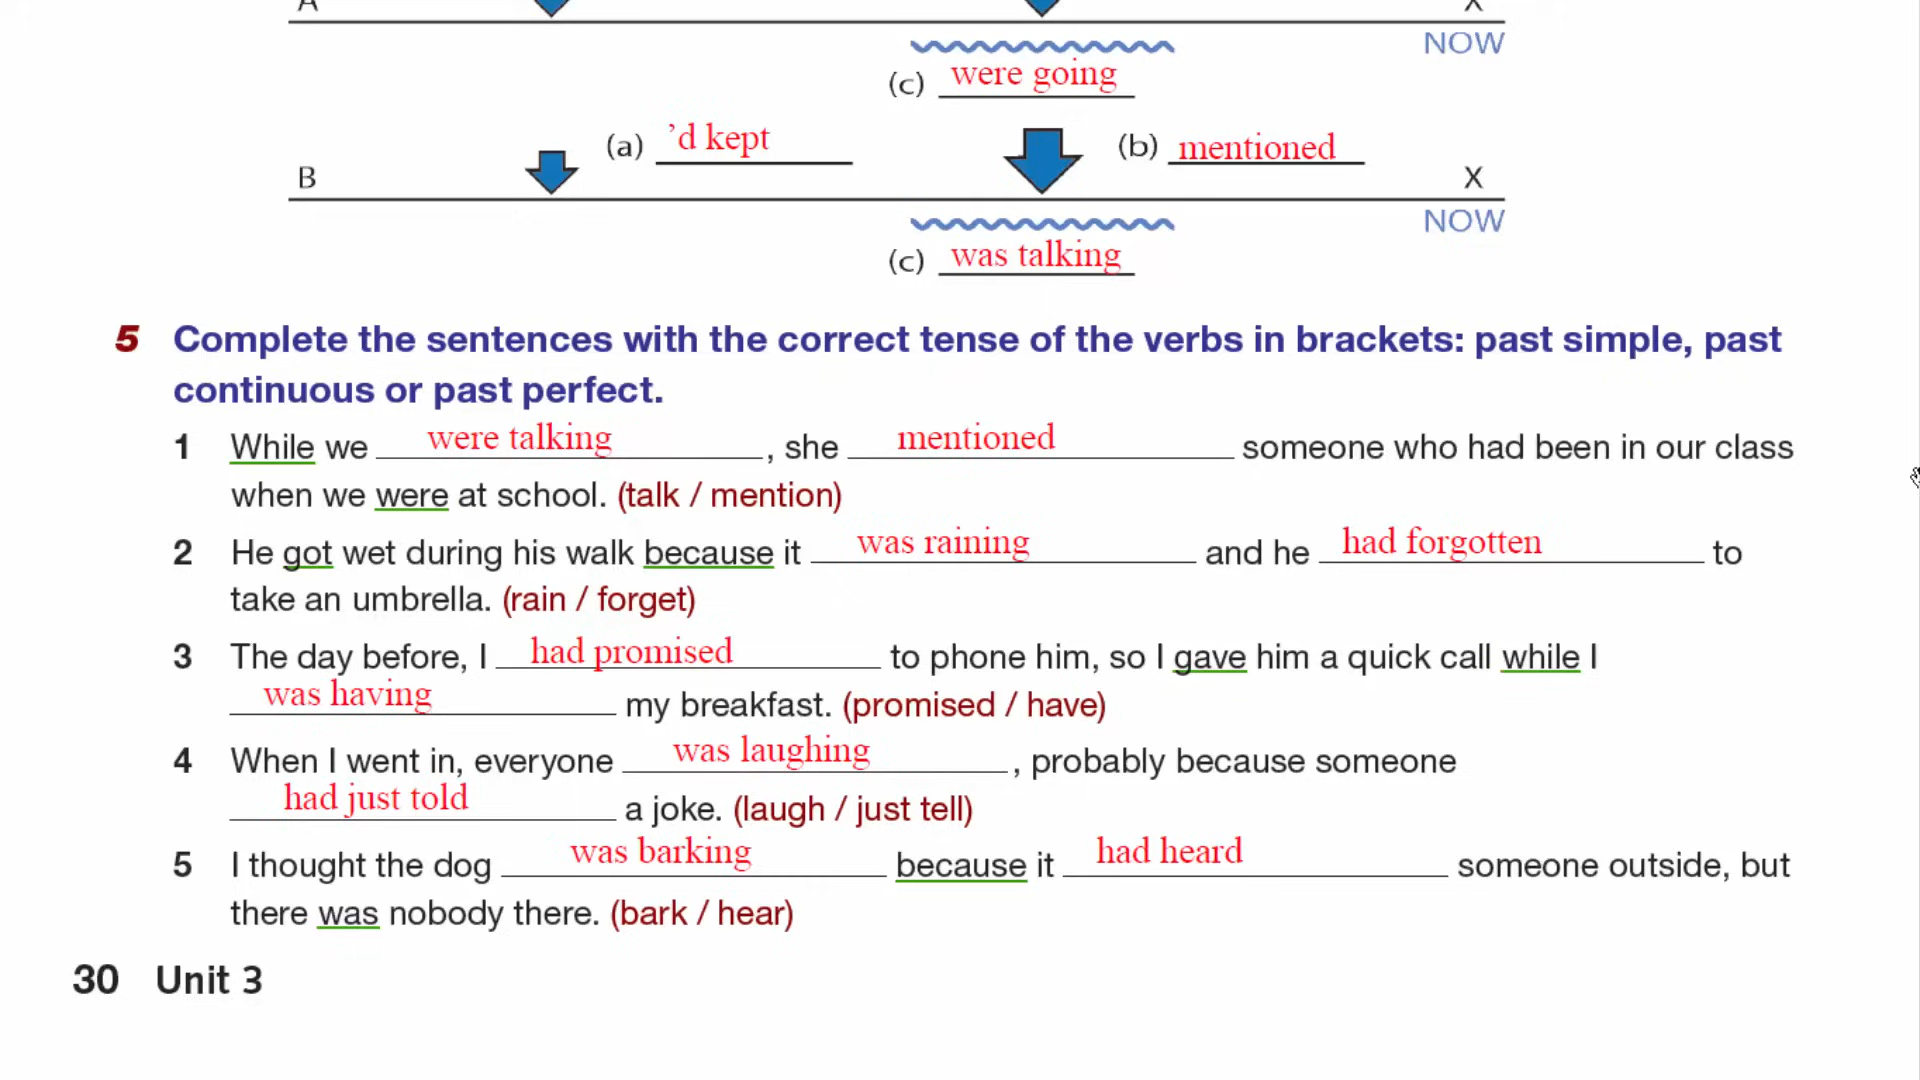 A X
NOW
(c) were going
(a) ’d kept (b) mentioned
B X
NOW
(c) was talking
5 Complete the sentences with the correct tense of the verbs in brackets: past simple, past
continuous or past perfect.
1 While we were talking, she mentioned someone who had been in our class
when we were at school. (talk / mention)
2 He got wet during his walk because it was raining and he had forgotten to
take an umbrella. (rain / forget)
3 The day before, I had promised to phone him, so I gave him a quick call while I
was having my breakfast. (promised / have)
4 When I went in, everyone was laughing, probably because someone
had just told a joke. (laugh / just tell)
5 I thought the dog was barking because it had heard someone outside, but
there was nobody there. (bark / hear)
30 Unit 3